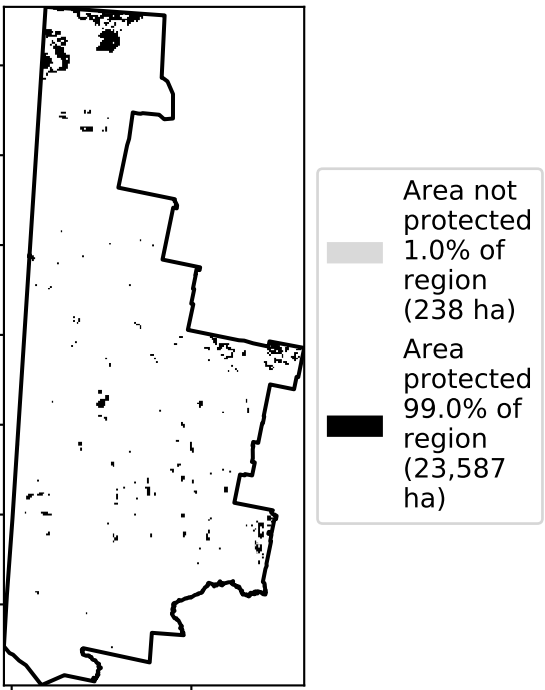 Area not
protected
1.0% of
region
(238 ha)
Area
protected
99.0% of
region
(23,587
ha)